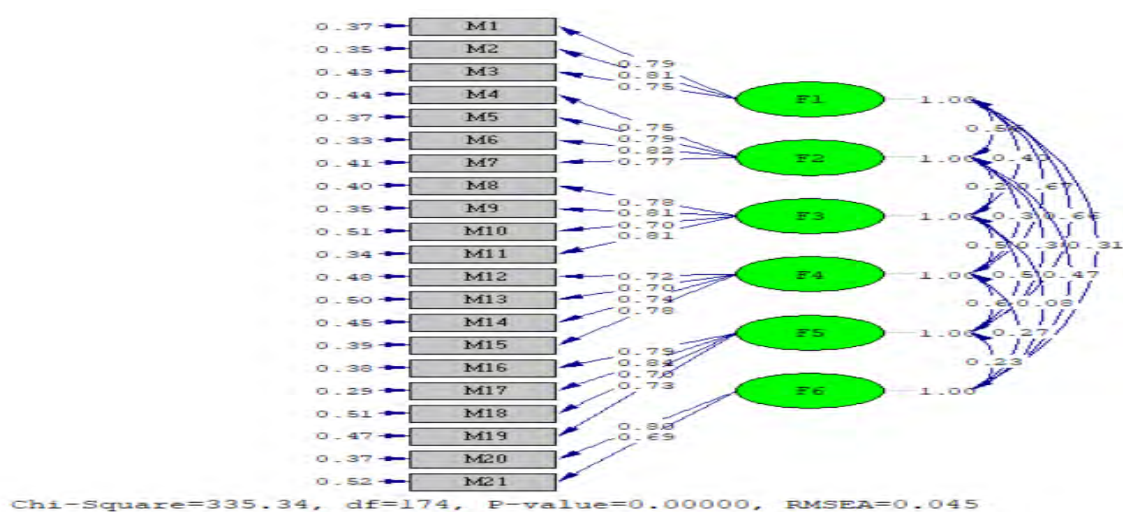 0.37 M1
0.35 M2
0.43 M3
0.44 M4
0.37 M5
0.33 M6
0.41 M7
0.40 M8
0.35 M9
0.51 M10
0.34 M11
0.48 M12
0.50 M13
0.45 M14
0.39 M15
0.38 M16
0.29 M17
0.51 M18
0.47 M19
0.37 M20
0.52 M21
0.79
0.81
0.75
0.75
0.79
0.82
0.77
0.78
0.81
0.70
0.81
0.72
0.70
0.74
0.78
0.79
0.84
0.70
0.73
0.80
0.69
F1 1.00
F2 1.00
F3 1.00
F4 1.00
F5 1.00
F6 1.00
0.67
0.66
0.31
0.47
0.08
0.27
0.23
Chi-Square=335.34, df=174, P-value=0.00000, RMSEA=0.045